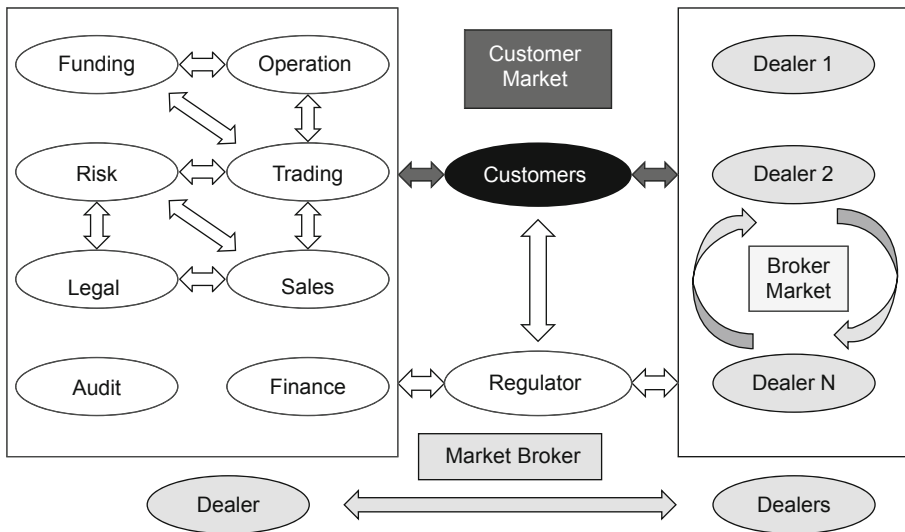 Funding
Operation
Customer
Market
Dealer 1
Risk
Trading
Customers
Dealer 2
Legal
Sales
Broker
Market
Audit
Finance
Regulator
Dealer N
Market Broker
Dealer
Dealers